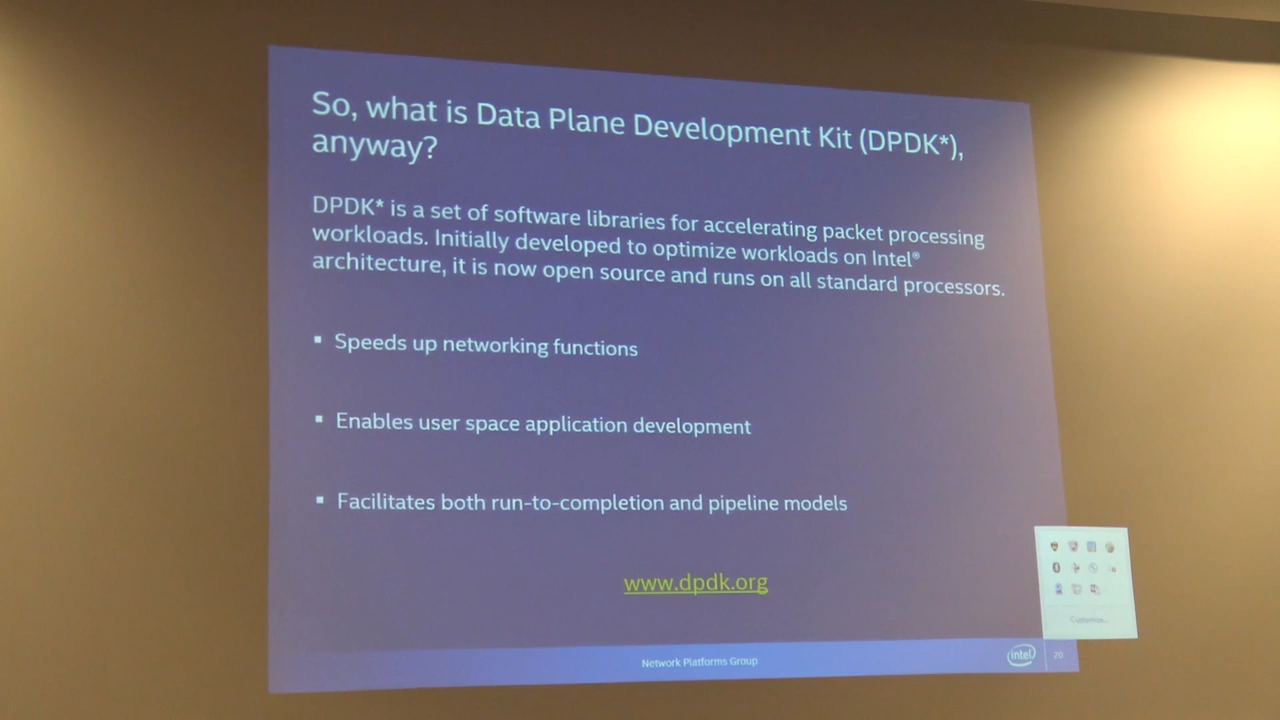 So, what is Data Plane Development Kit (DPDK*),
anyway?
DPDK* is a set of software libraries for accelerating packet processing
workloads. Initially developed to optimize workloads on Intel®
architecture, it is now open source and runs on all standard processors.
▪ Speeds up networking functions
▪ Enables user space application development
▪ Facilitates both run-to-completion and pipeline models
www.dpdk.org
Customize...
Network Platforms Group
intel
20